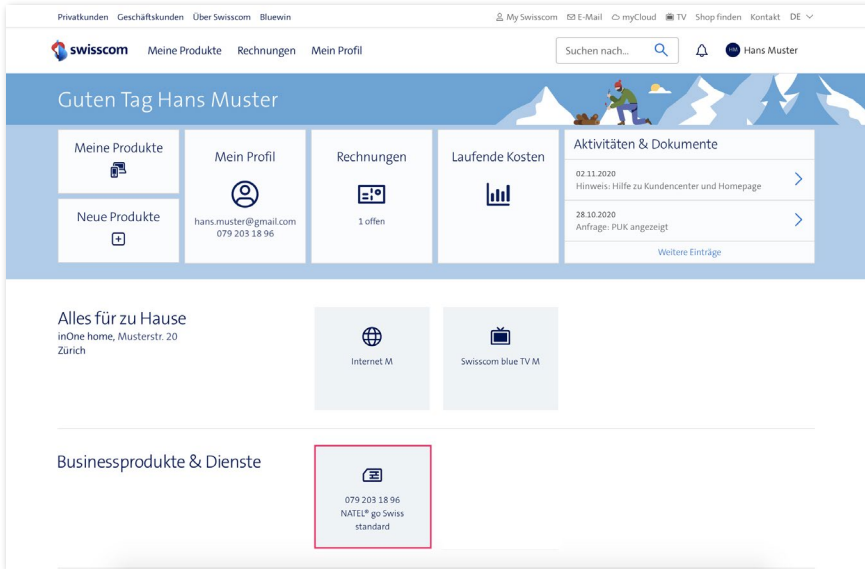 Privatkunden Geschäftskunden Über Swisscom Bluewin
My Swisscom E-Mail myCloud TV Shop finden Kontakt DE
swisscom Meine Produkte Rechnungen Mein Profil
Suchen nach...
HM Hans Muster
Guten Tag Hans Muster
Meine Produkte
Neue Produkte
Mein Profil
hans.muster@gmail.com
079 203 18 96
Rechnungen
1 offen
Laufende Kosten
Aktivitäten & Dokumente
02.11.2020
Hinweis: Hilfe zu Kundencenter und Homepage
28.10.2020
Anfrage: PUK angezeigt
Weitere Einträge
Alles für zu Hause
inOne home, Musterstr. 20
Zürich
Internet M
Swisscom blue TV M
Businessprodukte & Dienste
079 203 18 96
NATEL® go Swiss
standard